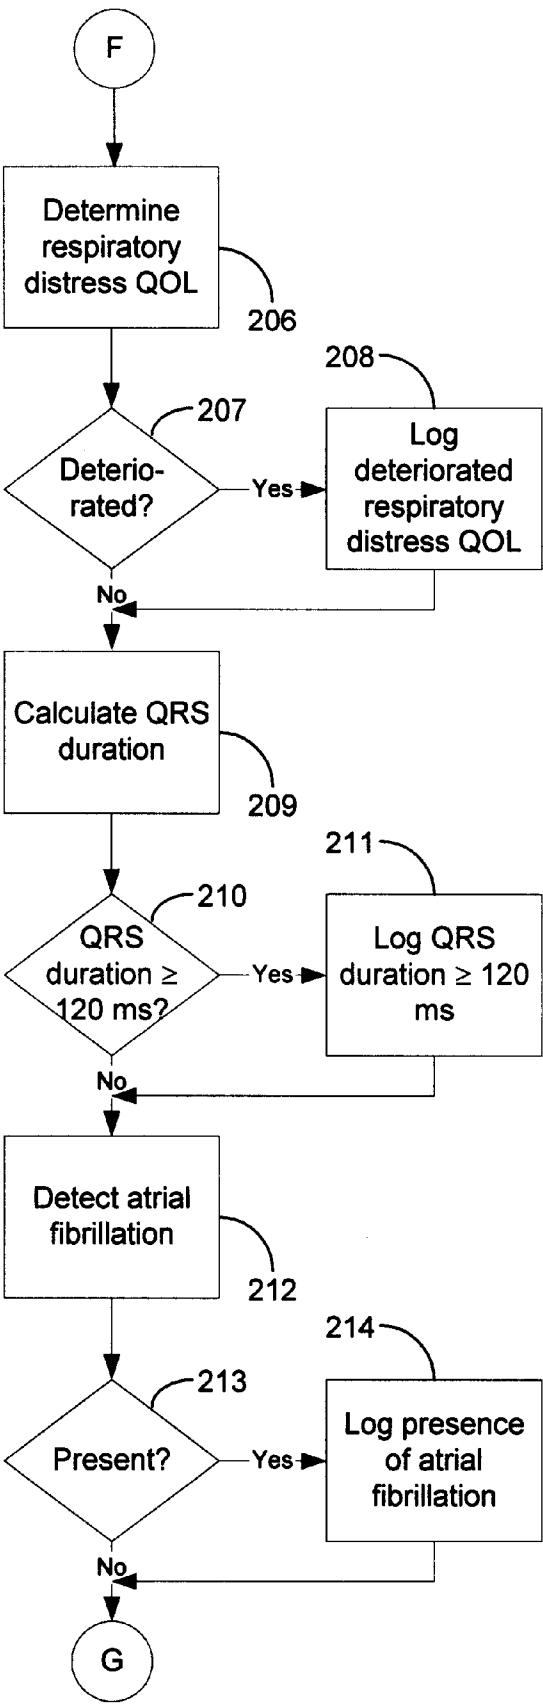 F
Determine
respiratory
distress QOL
206
208
207
Deterio-
rated?
Yes
Log
deteriorated
respiratory
distress QOL
No
Calculate QRS
duration
209
211
210
QRS
duration ≥
120 ms?
Yes
Log QRS
duration ≥ 120
ms
No
Detect atrial
fibrillation
212
214
213
Present?
Yes
Log presence
of atrial
fibrillation
No
G